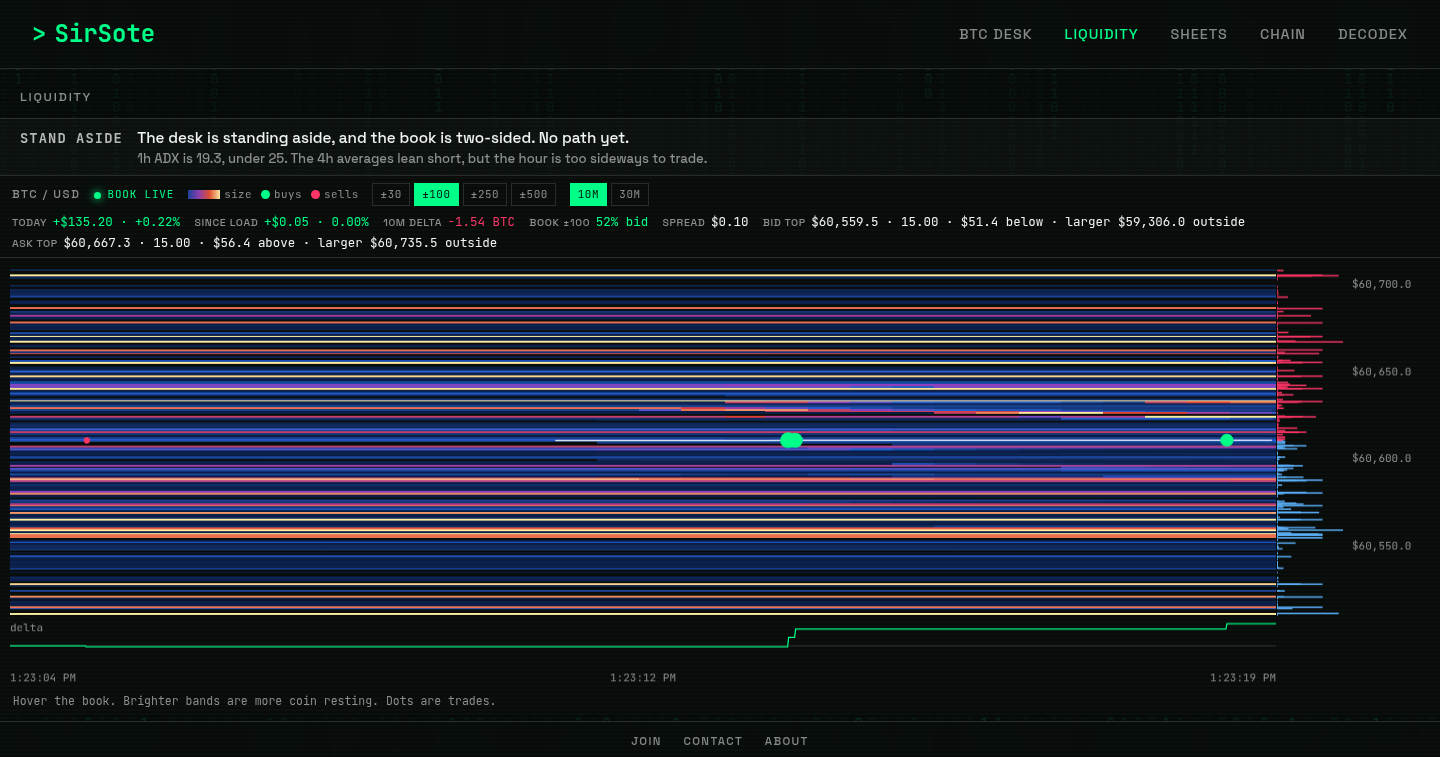 > SirSote
BTC DESK LIQUIDITY SHEETS CHAIN DECODEX
LIQUIDITY
STAND ASIDE The desk is standing aside, and the book is two-sided. No path yet.
1h ADX is 19.3, under 25. The 4h averages lean short, but the hour is too sideways to trade.
BTC / USD BOOK LIVE size buys sells ±30 ±100 ±250 ±500 10M 30M
TODAY +$135.20 · +0.22% SINCE LOAD +$0.05 · 0.00% 10M DELTA -1.54 BTC BOOK ±100 52% bid SPREAD $0.10 BID TOP $60,559.5 · 15.00 · $51.4 below · larger $59,306.0 outside
ASK TOP $60,667.3 · 15.00 · $56.4 above · larger $60,735.5 outside
$60,700.0
$60,650.0
$60,600.0
$60,550.0
delta
1:23:04 PM 1:23:12 PM 1:23:19 PM
Hover the book. Brighter bands are more coin resting. Dots are trades.
JOIN CONTACT ABOUT